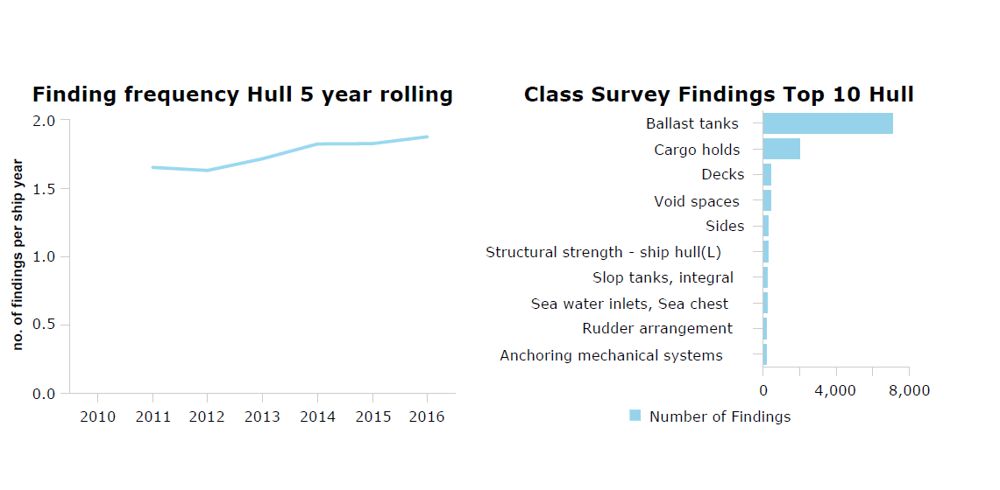 Finding frequency Hull 5 year rolling
no. of findings per ship year
2.0
1.5
1.0
0.5
0.0
2010 2011 2012 2013 2014 2015 2016
Class Survey Findings Top 10 Hull
Ballast tanks
Cargo holds
Decks
Void spaces
Sides
Structural strength - ship hull(L)
Slop tanks, integral
Sea water inlets, Sea chest
Rudder arrangement
Anchoring mechanical systems
0 4,000 8,000
Number of Findings